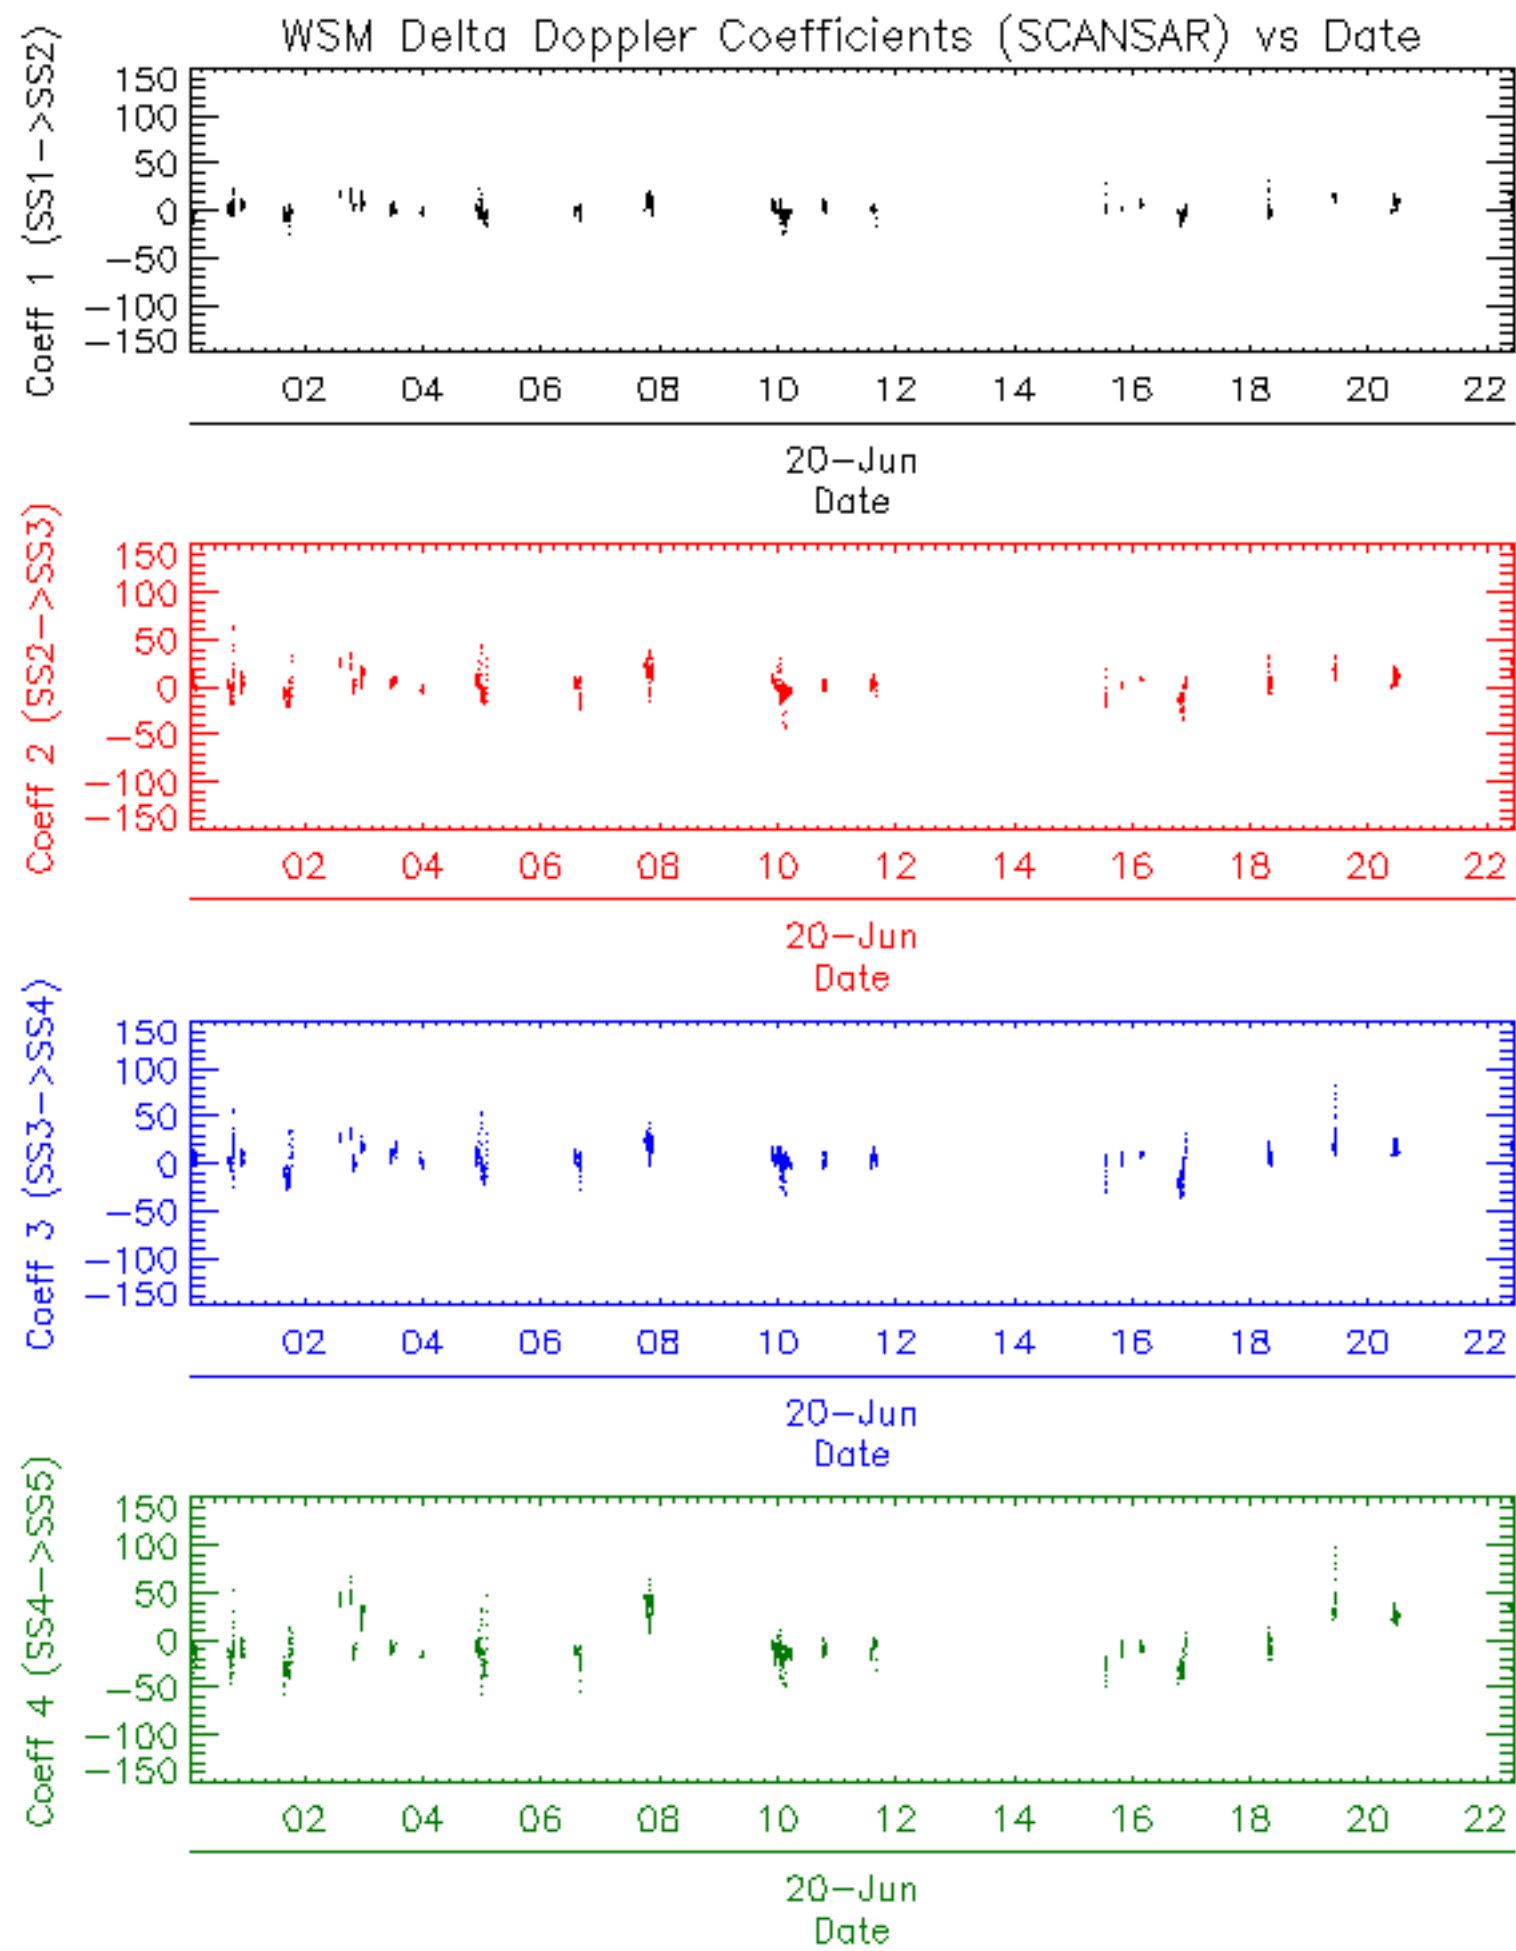 WSM Delta Doppler Coefficients (SCANSAR) vs Date
Coeff 1 (SS1->SS2)
150
100
50
0
-50
-100
-150
02 04 06 08 10 12 14 16 18 20 22
20-Jun
Date
Coeff 2 (SS2->SS3)
150
100
50
0
-50
-100
-150
02 04 06 08 10 12 14 16 18 20 22
20-Jun
Date
Coeff 3 (SS3->SS4)
150
100
50
0
-50
-100
-150
02 04 06 08 10 12 14 16 18 20 22
20-Jun
Date
Coeff 4 (SS4->SS5)
150
100
50
0
-50
-100
-150
02 04 06 08 10 12 14 16 18 20 22
20-Jun
Date